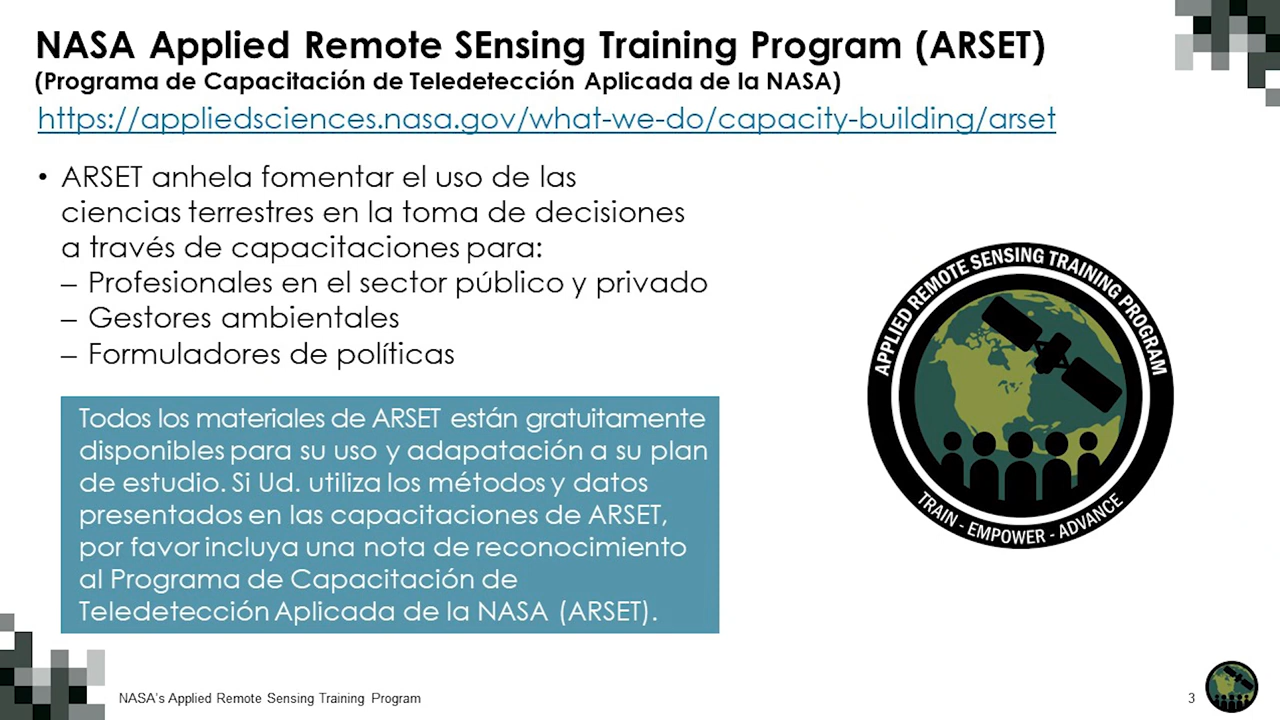 NASA Applied Remote SEnsing Training Program (ARSET)
(Programa de Capacitación de Teledetección Aplicada de la NASA)
https://appliedsciences.nasa.gov/what-we-do/capacity-building/arset
• ARSET anhela fomentar el uso de las
ciencias terrestres en la toma de decisiones
a través de capacitaciones para:
– Profesionales en el sector público y privado
– Gestores ambientales
– Formuladores de políticas
Todos los materiales de ARSET están gratuitamente
disponibles para su uso y adapatación a su plan
de estudio. Si Ud. utiliza los métodos y datos
presentados en las capacitaciones de ARSET,
por favor incluya una nota de reconocimiento
al Programa de Capacitación de
Teledetección Aplicada de la NASA (ARSET).
APPLIED REMOTE SENSING TRAINING PROGRAM
TRAIN - EMPOWER - ADVANCE
NASA's Applied Remote Sensing Training Program
3